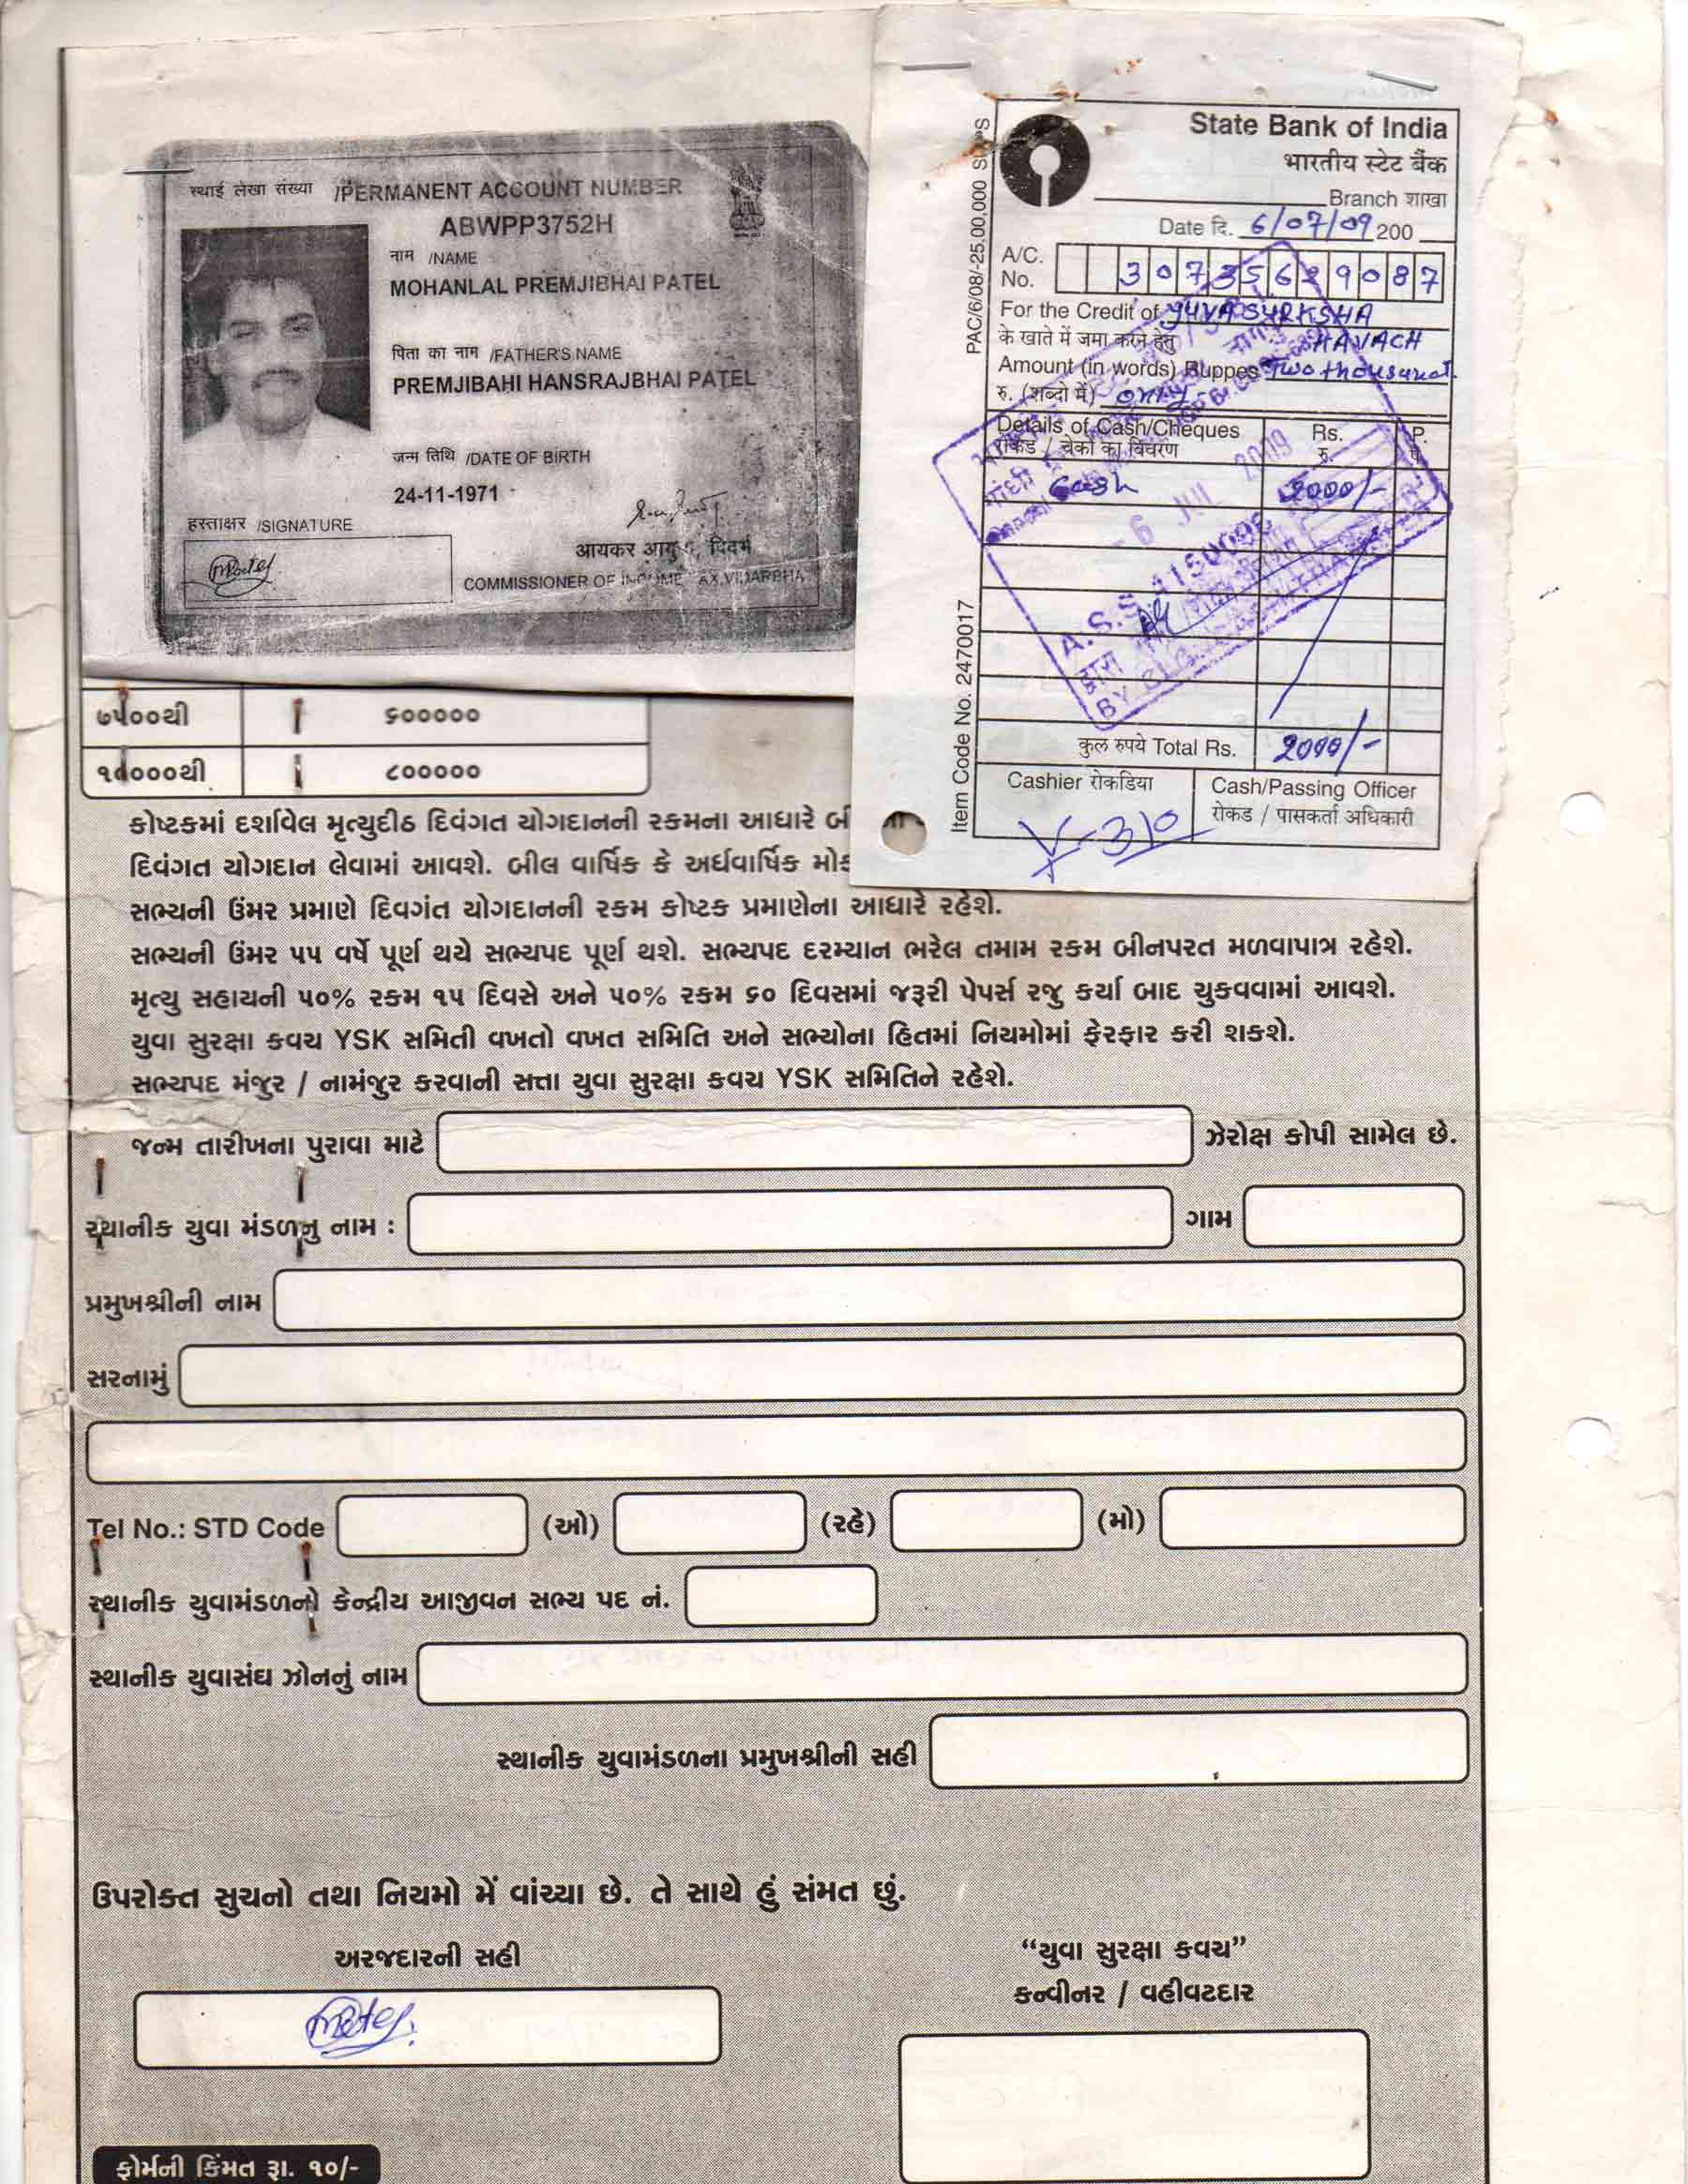 स्थाई लेखा संख्या /PERMANENT ACCOUNT NUMBER
ABWPP3752H
नाम /NAME
MOHANLAL PREMJIBHAI PATEL
पिता का नाम /FATHER'S NAME
PREMJIBAHI HANSRAJBHAI PATEL
जन्म तिथि /DATE OF BIRTH
24-11-1971
हस्ताक्षर /SIGNATURE
आयकर आयु
COMMISSIONER OF
PAC/6/08/-25,00,000
Item Code No. 2470017
State Bank of India
भारतीय स्टेट बैंक
Branch शाखा
Date दि. 6/07/09 200
A/C.
No. 30735629087
For the Credit of YUVA SURKSHA
के खाते में जमा करने हेतु KAVACH
Amount (in words) Ruppes Two thousand
रु. (शब्दो में) only
Details of Cash/Cheques Rs. P.
रोकड / चेकों का विवरण रु. पै.
Cash 2000/-
- 6 JUL 2009
A.S.S.
द्वारा
BY
कुल रुपये Total Rs. 2000/-
Cashier रोकडिया Cash/Passing Officer
रोकड / पासकर्ता अधिकारी
૭૫૦૦થી ૬૦૦૦૦૦
૧૦૦૦૦થી ૮૦૦૦૦૦
કોષ્ટકમાં દર્શાવેલ મૃત્યુદીઠ દિવંગત યોગદાનની રકમના આધારે
દિવંગત યોગદાન લેવામાં આવશે. બીલ વાર્ષિક કે અર્ધવાર્ષિક
સભ્યની ઉંમર પ્રમાણે દિવગંત યોગદાનની રકમ કોષ્ટક પ્રમાણેના આધારે રહેશે.
સભ્યની ઉંમર ૫૫ વર્ષે પૂર્ણ થયે સભ્યપદ પૂર્ણ થશે. સભ્યપદ દરમ્યાન ભરેલ તમામ રકમ બીનપરત મળવાપાત્ર રહેશે.
મૃત્યુ સહાયની ૫૦% રકમ ૧૫ દિવસે અને ૫૦% રકમ ૬૦ દિવસમાં જરૂરી પેપર્સ રજુ કર્યા બાદ ચુકવવામાં આવશે.
યુવા સુરક્ષા કવચ YSK સમિતી વખતો વખત સમિતિ અને સભ્યોના હિતમાં નિયમોમાં ફેરફાર કરી શકશે.
સભ્યપદ મંજુર / નામંજુર કરવાની સત્તા યુવા સુરક્ષા કવચ YSK સમિતિને રહેશે.
જન્મ તારીખના પુરાવા માટે ઝેરોક્ષ કોપી સામેલ છે.
સ્થાનીક યુવા મંડળનુ નામ : ગામ
પ્રમુખશ્રીની નામ
સરનામું
Tel No.: STD Code (ઓ) (રહે) (મો)
સ્થાનીક યુવામંડળનો કેન્દ્રીય આજીવન સભ્ય પદ નં.
સ્થાનીક યુવાસંઘ ઝોનનું નામ
સ્થાનીક યુવામંડળના પ્રમુખશ્રીની સહી
ઉપરોક્ત સુચનો તથા નિયમો મેં વાંચ્યા છે. તે સાથે હું સંમત છું.
અરજદારની સહી
“યુવા સુરક્ષા કવચ”
કન્વીનર / વહીવટદાર
ફોર્મની કિંમત રૂા. ૧૦/-